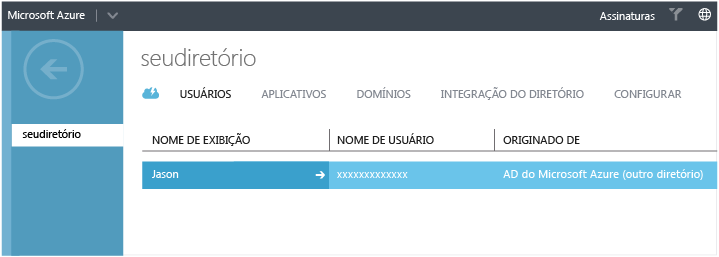 Microsoft Azure Assinaturas
seudiretório
USUÁRIOS APLICATIVOS DOMÍNIOS INTEGRAÇÃO DO DIRETÓRIO CONFIGURAR
seudiretório
NOME DE EXIBIÇÃO NOME DE USUÁRIO ORIGINADO DE
Jason xxxxxxxxxxxxx AD do Microsoft Azure (outro diretório)